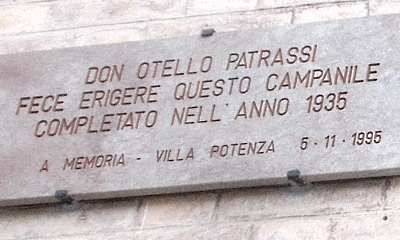 DON OTELLO PATRASSI
FECE ERIGERE QUESTO CAMPANILE
COMPLETATO NELL'ANNO 1935
A MEMORIA - VILLA POTENZA 5·11·1995